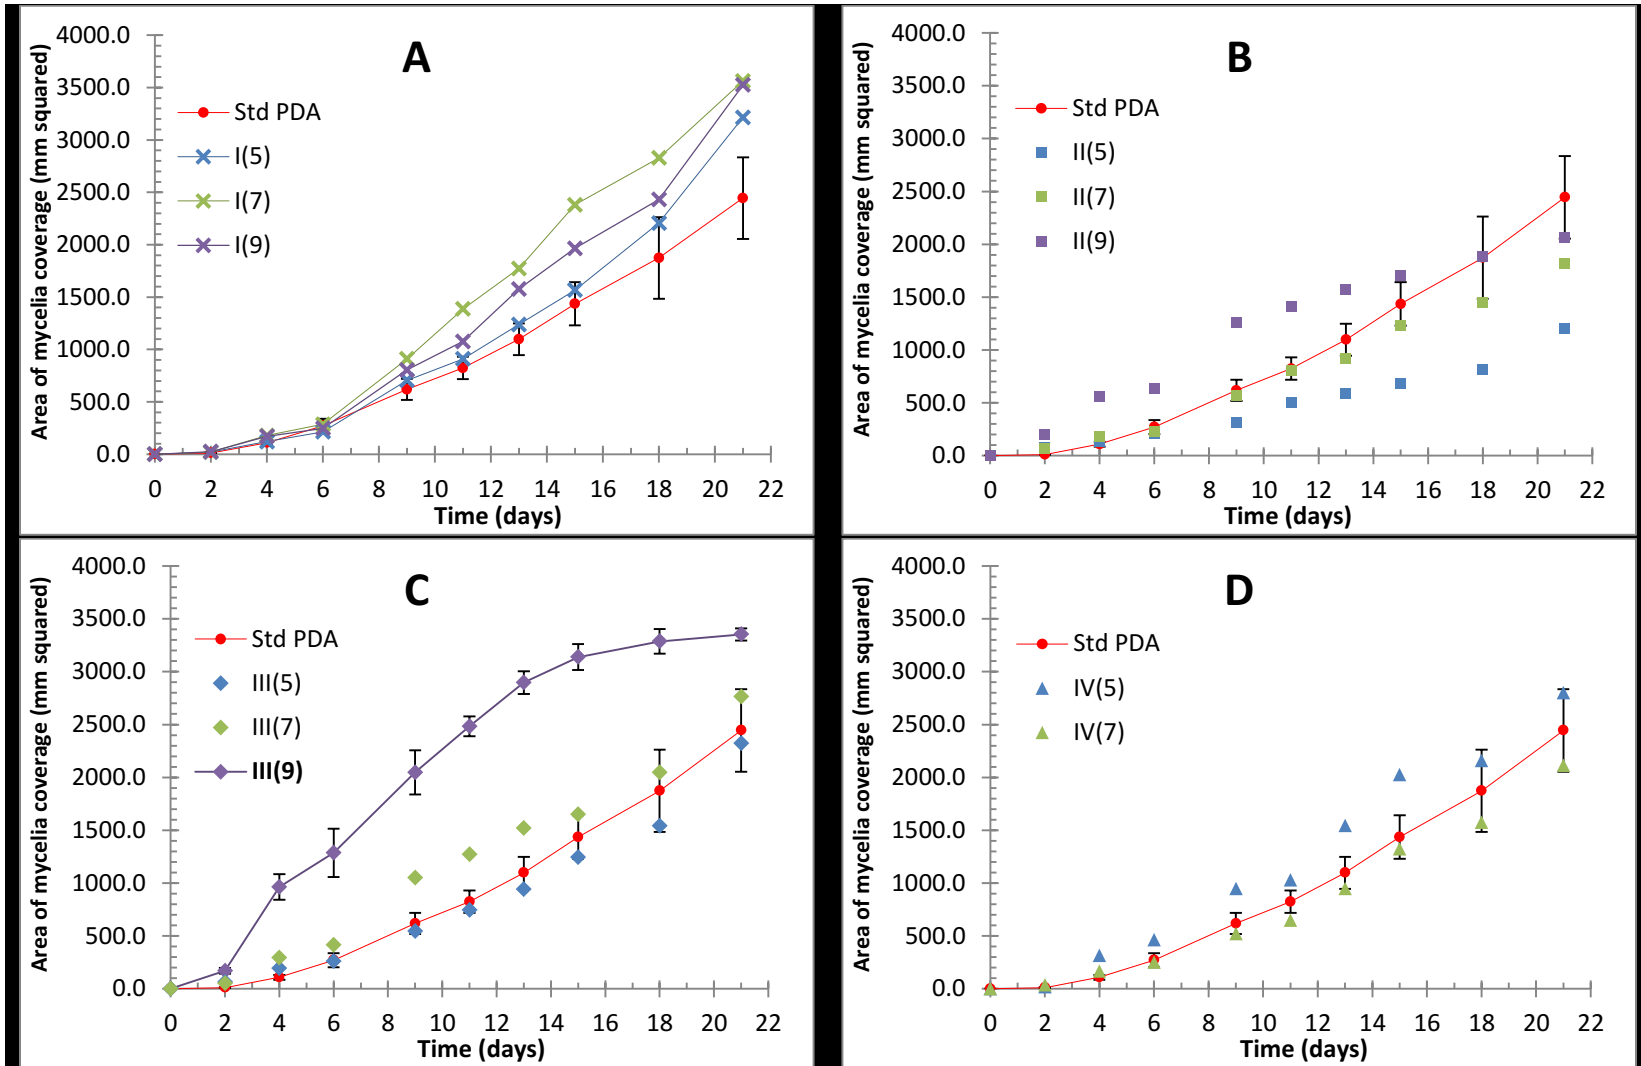 A
Area of mycelia coverage (mm squared)
4000.0
3500.0
3000.0
2500.0
2000.0
1500.0
1000.0
500.0
0.0
Std PDA
I(5)
I(7)
I(9)
0 2 4 6 8 10 12 14 16 18 20 22
Time (days)
B
Area of mycelia coverage (mm squared)
4000.0
3500.0
3000.0
2500.0
2000.0
1500.0
1000.0
500.0
0.0
Std PDA
II(5)
II(7)
II(9)
0 2 4 6 8 10 12 14 16 18 20 22
Time (days)
C
Area of mycelia coverage (mm squared)
4000.0
3500.0
3000.0
2500.0
2000.0
1500.0
1000.0
500.0
0.0
Std PDA
III(5)
III(7)
III(9)
0 2 4 6 8 10 12 14 16 18 20 22
Time (days)
D
Area of mycelia coverage (mm squared)
4000.0
3500.0
3000.0
2500.0
2000.0
1500.0
1000.0
500.0
0.0
Std PDA
IV(5)
IV(7)
0 2 4 6 8 10 12 14 16 18 20 22
Time (days)